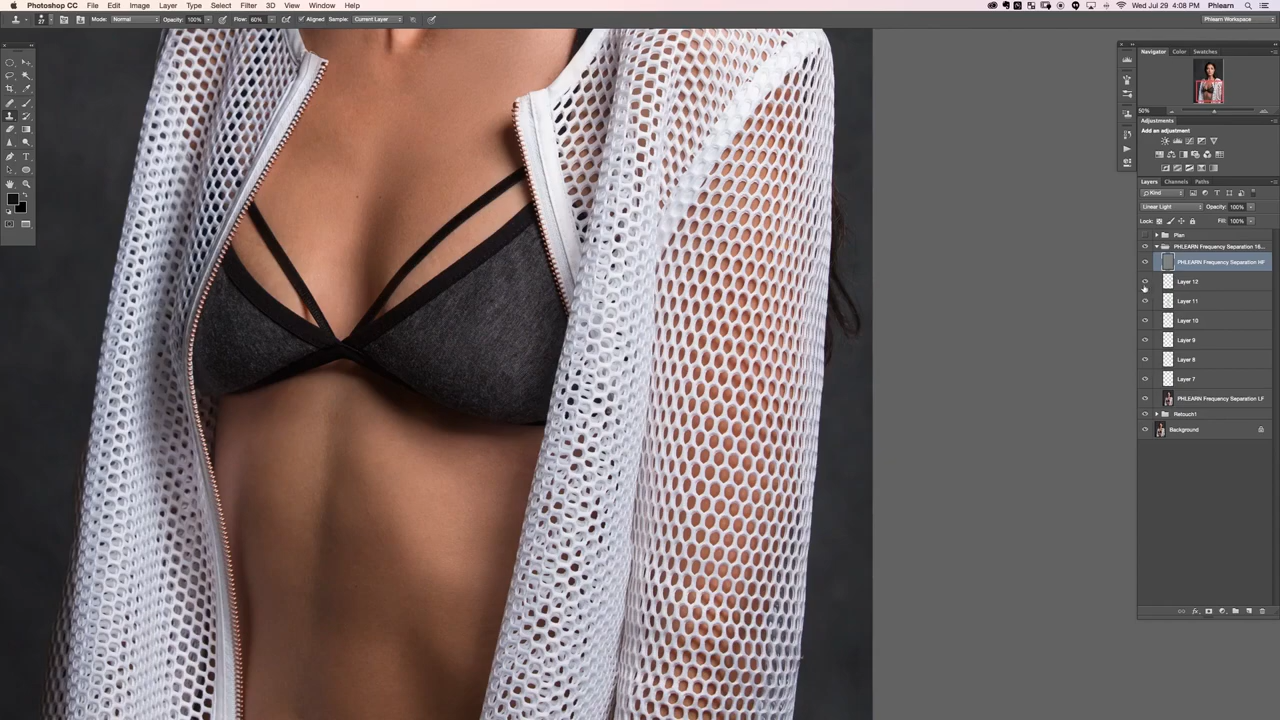 Photoshop CC File Edit Image Layer Type Select Filter 3D View Window Help
Wed Jul 29 4:08 PM Phlearn
27 Mode: Normal Opacity: 100% Flow: 60% Aligned Sample: Current Layer
Phlearn Workspace
Navigator Color Swatches
50%
Adjustments
Add an adjustment
Layers Channels Paths
Kind
Linear Light Opacity: 100%
Lock: Fill: 100%
Plan
PHLEARN Frequency Separation 16...
PHLEARN Frequency Separation HF
Layer 12
Layer 11
Layer 10
Layer 9
Layer 8
Layer 7
PHLEARN Frequency Separation LF
Retouch1
Background